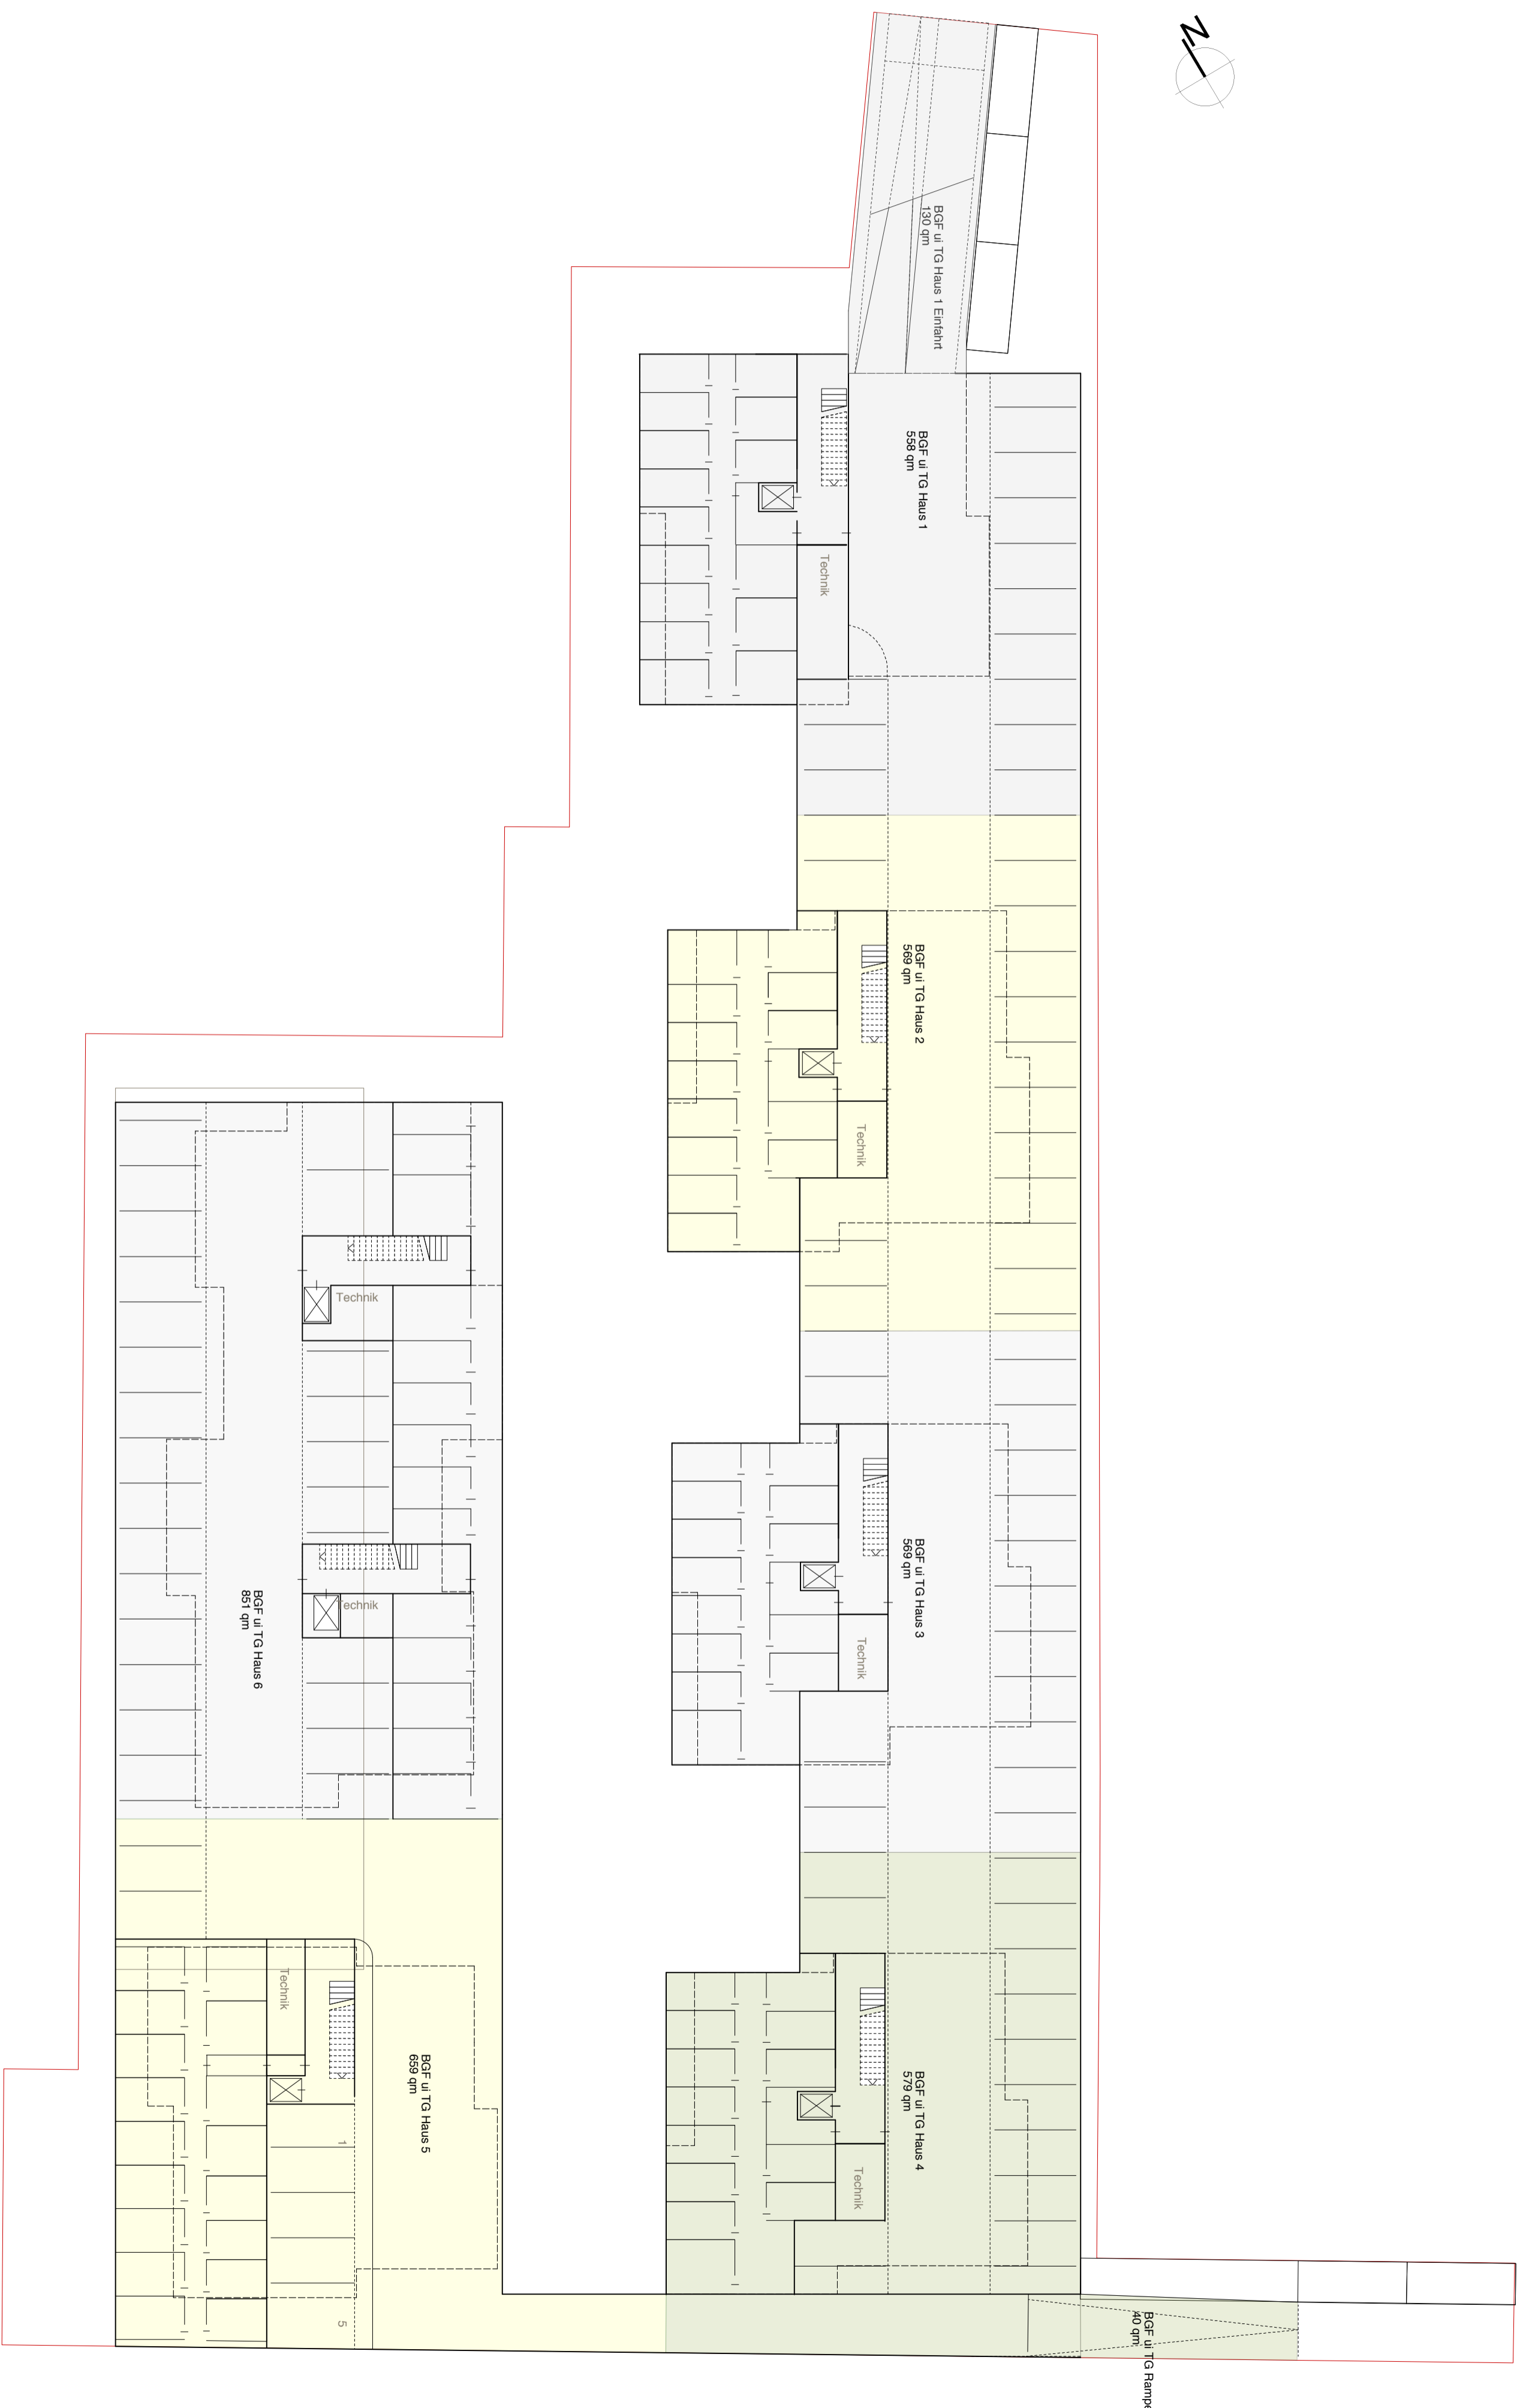 N
BGF ui TG Haus 1 Einfahrt
130 qm
BGF ui TG Haus 1
558 qm
Technik
BGF ui TG Haus 2
569 qm
Technik
Technik
BGF ui TG Haus 3
569 qm
Technik
Technik
BGF ui TG Haus 6
851 qm
Technik
BGF ui TG Haus 5
659 qm
BGF ui TG Haus 4
579 qm
Technik
1
5
BGF ui TG Rampe
40 qm